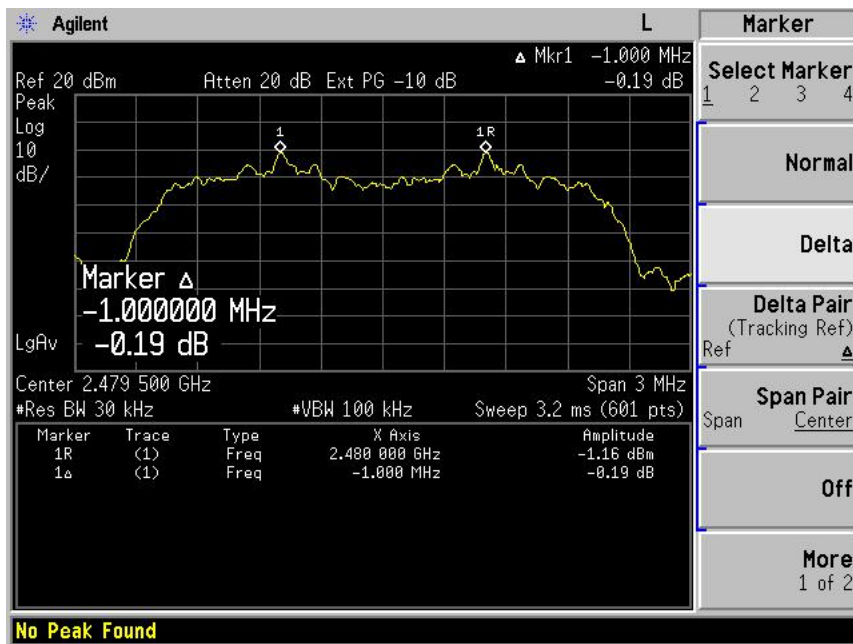 Agilent L Marker
Δ Mkr1 -1.000 MHz
Ref 20 dBm Atten 20 dB Ext PG -10 dB -0.19 dB
Peak
Log
10
dB/
1 1R
Marker Δ
-1.000000 MHz
-0.19 dB
LgAv
Center 2.479 500 GHz Span 3 MHz
#Res BW 30 kHz #VBW 100 kHz Sweep 3.2 ms (601 pts)
Marker Trace Type X Axis Amplitude
1R (1) Freq 2.480 000 GHz -1.16 dBm
1Δ (1) Freq -1.000 MHz -0.19 dB
Select Marker
1 2 3 4
Normal
Delta
Delta Pair
(Tracking Ref)
Ref Δ
Span Pair
Span Center
Off
More
1 of 2
No Peak Found